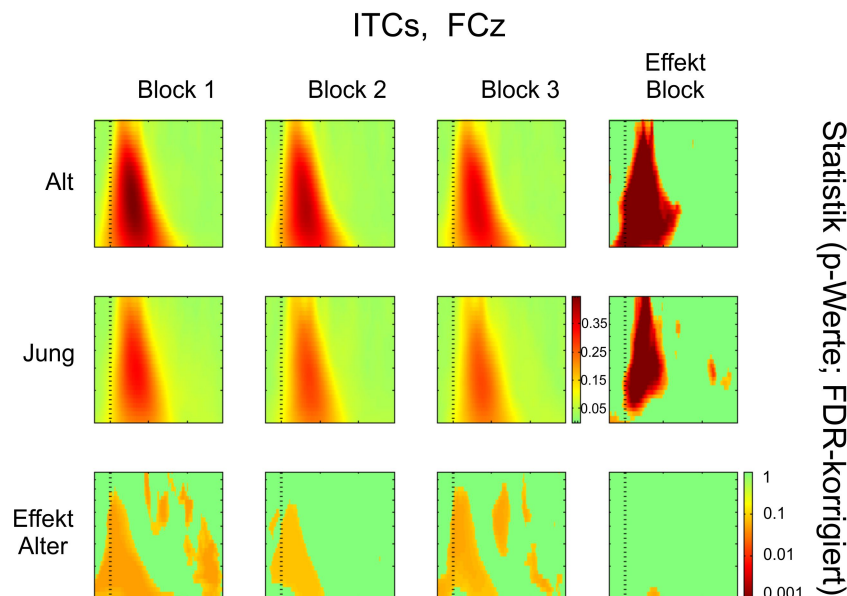 ITCs, FCz
Block 1
Block 2
Block 3
Effekt
Block
Alt
Jung
0.35
0.25
0.15
0.05
Effekt
Alter
1
0.1
0.01
0.001
Statistik (p-Werte; FDR-korrigiert)